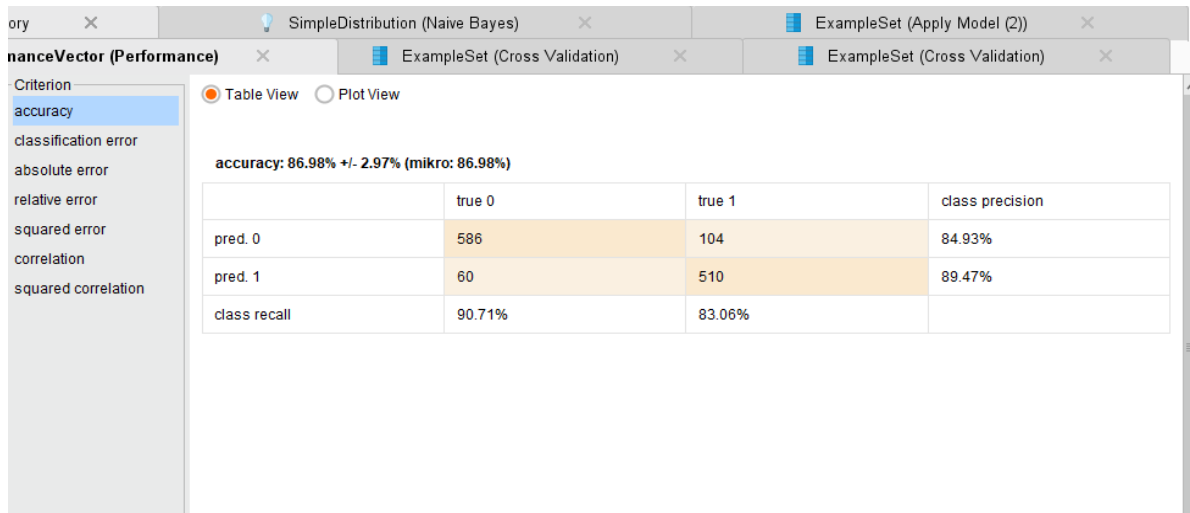 ory SimpleDistribution (Naive Bayes) ExampleSet (Apply Model (2))
manceVector (Performance) ExampleSet (Cross Validation) ExampleSet (Cross Validation)
Criterion
accuracy
classification error
absolute error
relative error
squared error
correlation
squared correlation
Table View Plot View
accuracy: 86.98% +/- 2.97% (mikro: 86.98%)
true 0 true 1 class precision
pred. 0 586 104 84.93%
pred. 1 60 510 89.47%
class recall 90.71% 83.06%